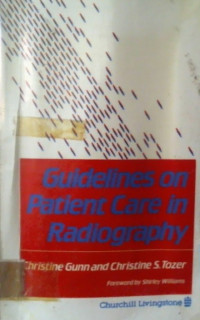 Guidelines on
Patient Care in
Radiography
Christine Gunn and Christine S. Tozer
Foreword by Shirley Williams
Churchill Livingstone